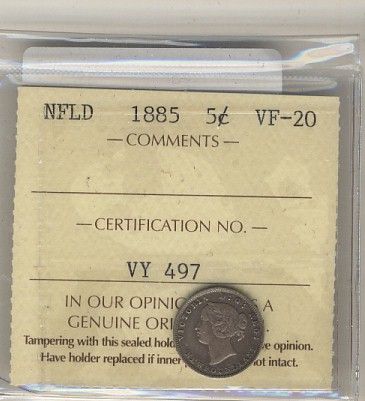 NFLD 1885 5¢ VF-20
— COMMENTS —
— CERTIFICATION NO. —
VY 497
IN OUR A
GENUINE
Tampering with this sealed opinion.
Have holder replaced if intact.
VICTORIA